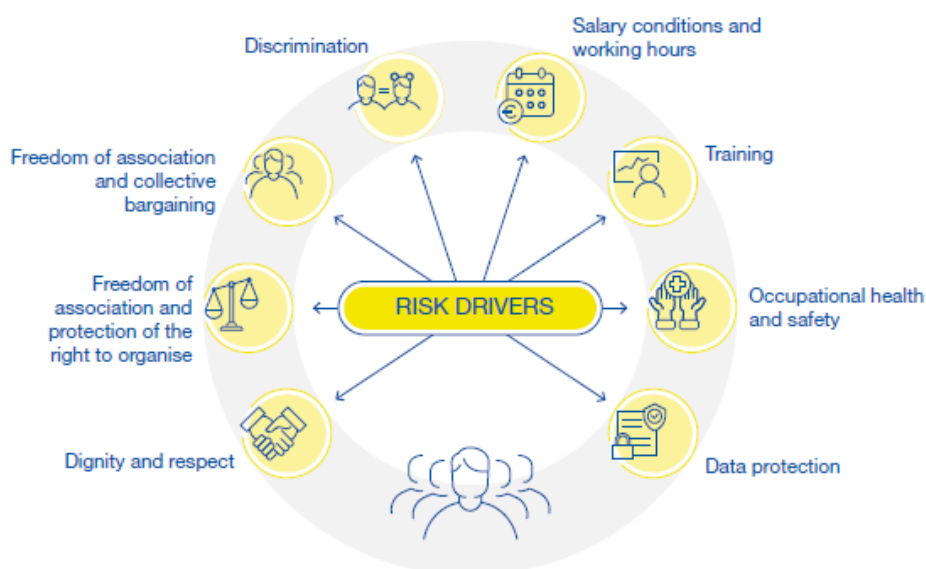 Discrimination
Salary conditions and
working hours
Freedom of association
and collective
bargaining
Training
Freedom of
association and
protection of the
right to organise
RISK DRIVERS
Occupational health
and safety
Dignity and respect
Data protection